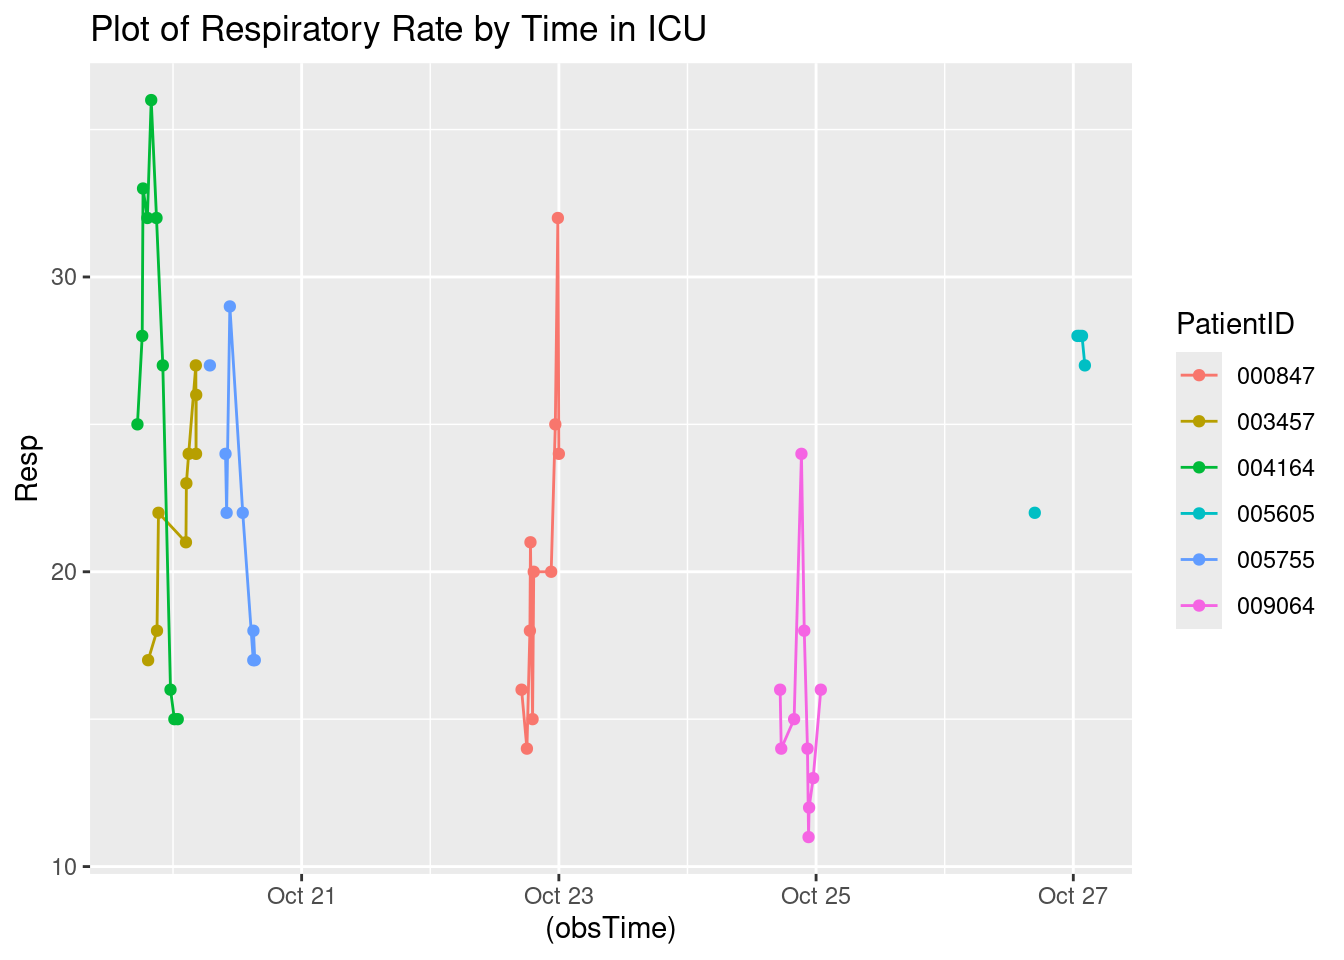 Plot of Respiratory Rate by Time in ICU
Resp
30
20
10
Oct 21
Oct 23
Oct 25
Oct 27
(obsTime)
PatientID
000847
003457
004164
005605
005755
009064